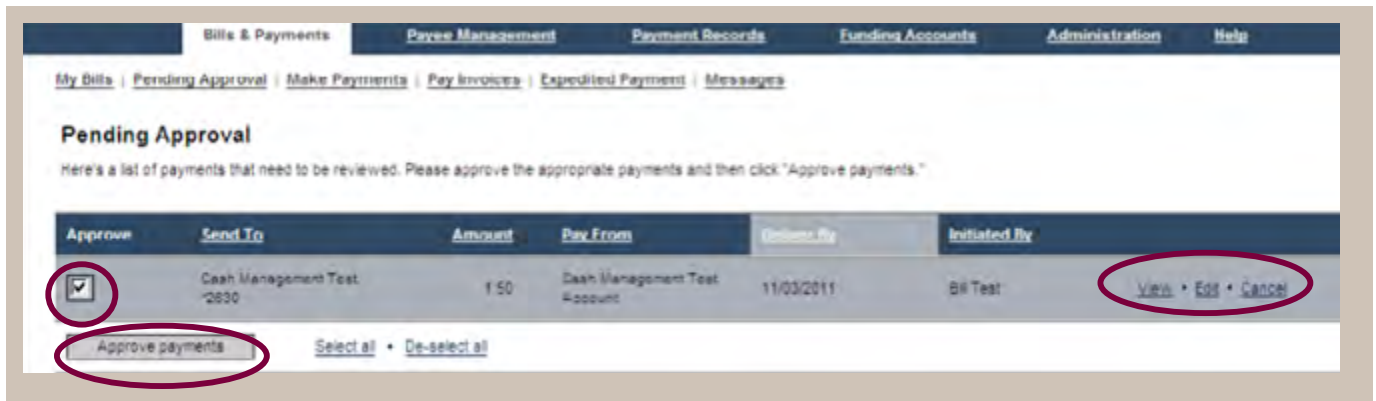 Bills & Payments Payee Management Payment Records Funding Accounts Administration Help
My Bills | Pending Approval | Make Payments | Pay Invoices | Expedited Payment | Messages
Pending Approval
Here's a list of payments that need to be reviewed. Please approve the appropriate payments and then click "Approve payments."
Approve Send To Amount Pay From Deliver By Initiated By
Cash Management Test 1.50 Cash Management Test 11/03/2011 Bill Test View • Edit • Cancel
*2630 Account
Approve payments Select all • De-select all